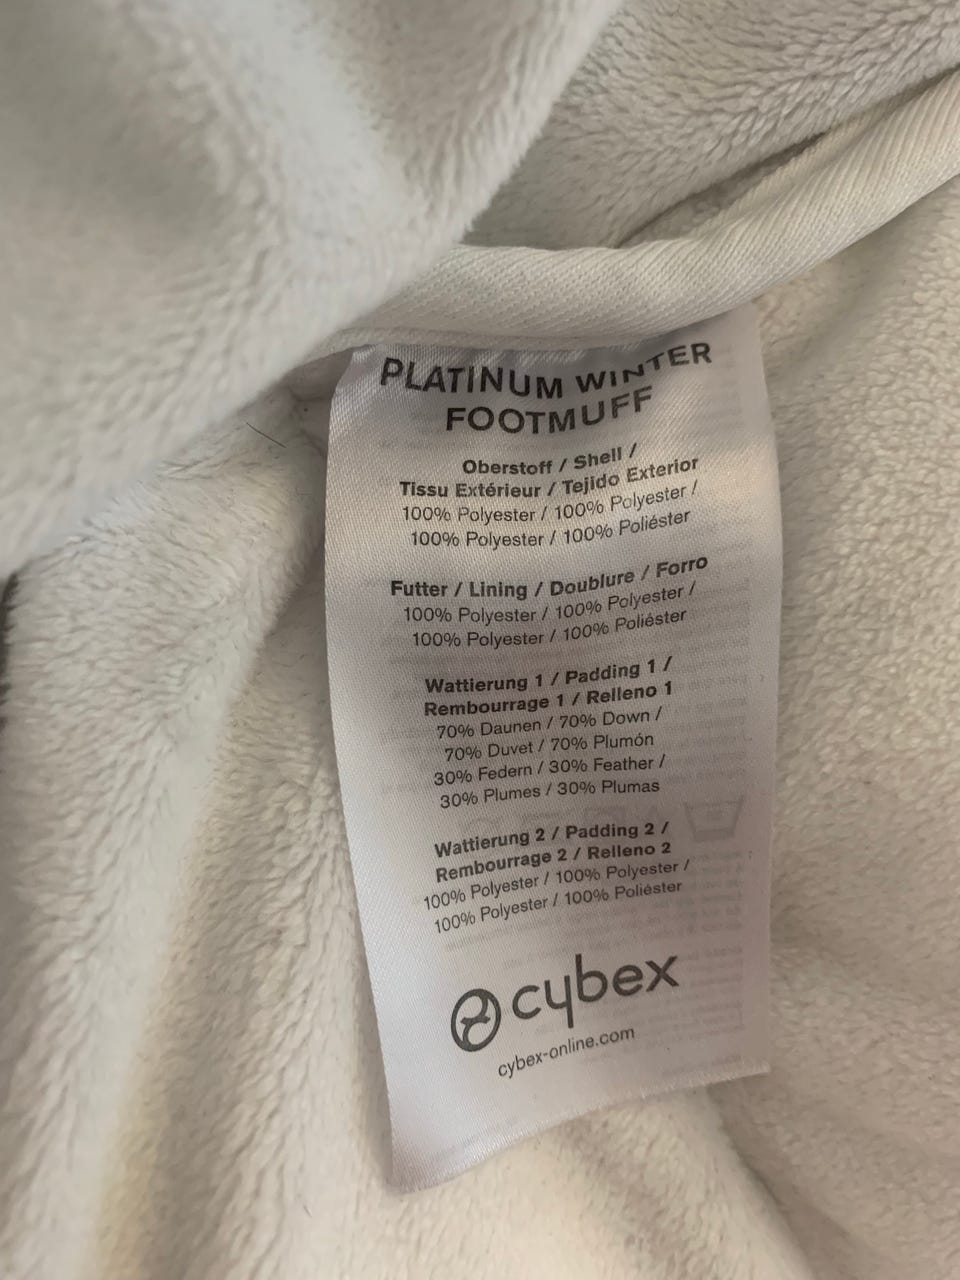 PLATINUM WINTER
FOOTMUFF
Oberstoff / Shell /
Tissu Extérieur / Tejido Exterior
100% Polyester / 100% Polyester /
100% Polyester / 100% Poliéster
Futter / Lining / Doublure / Forro
100% Polyester / 100% Polyester /
100% Polyester / 100% Poliéster
Wattierung 1 / Padding 1 /
Rembourrage 1 / Relleno 1
70% Daunen / 70% Down /
70% Duvet / 70% Plumón
30% Federn / 30% Feather /
30% Plumes / 30% Plumas
Wattierung 2 / Padding 2 /
Rembourrage 2 / Relleno 2
100% Polyester / 100% Polyester /
100% Polyester / 100% Poliéster
cybex
cybex-online.com